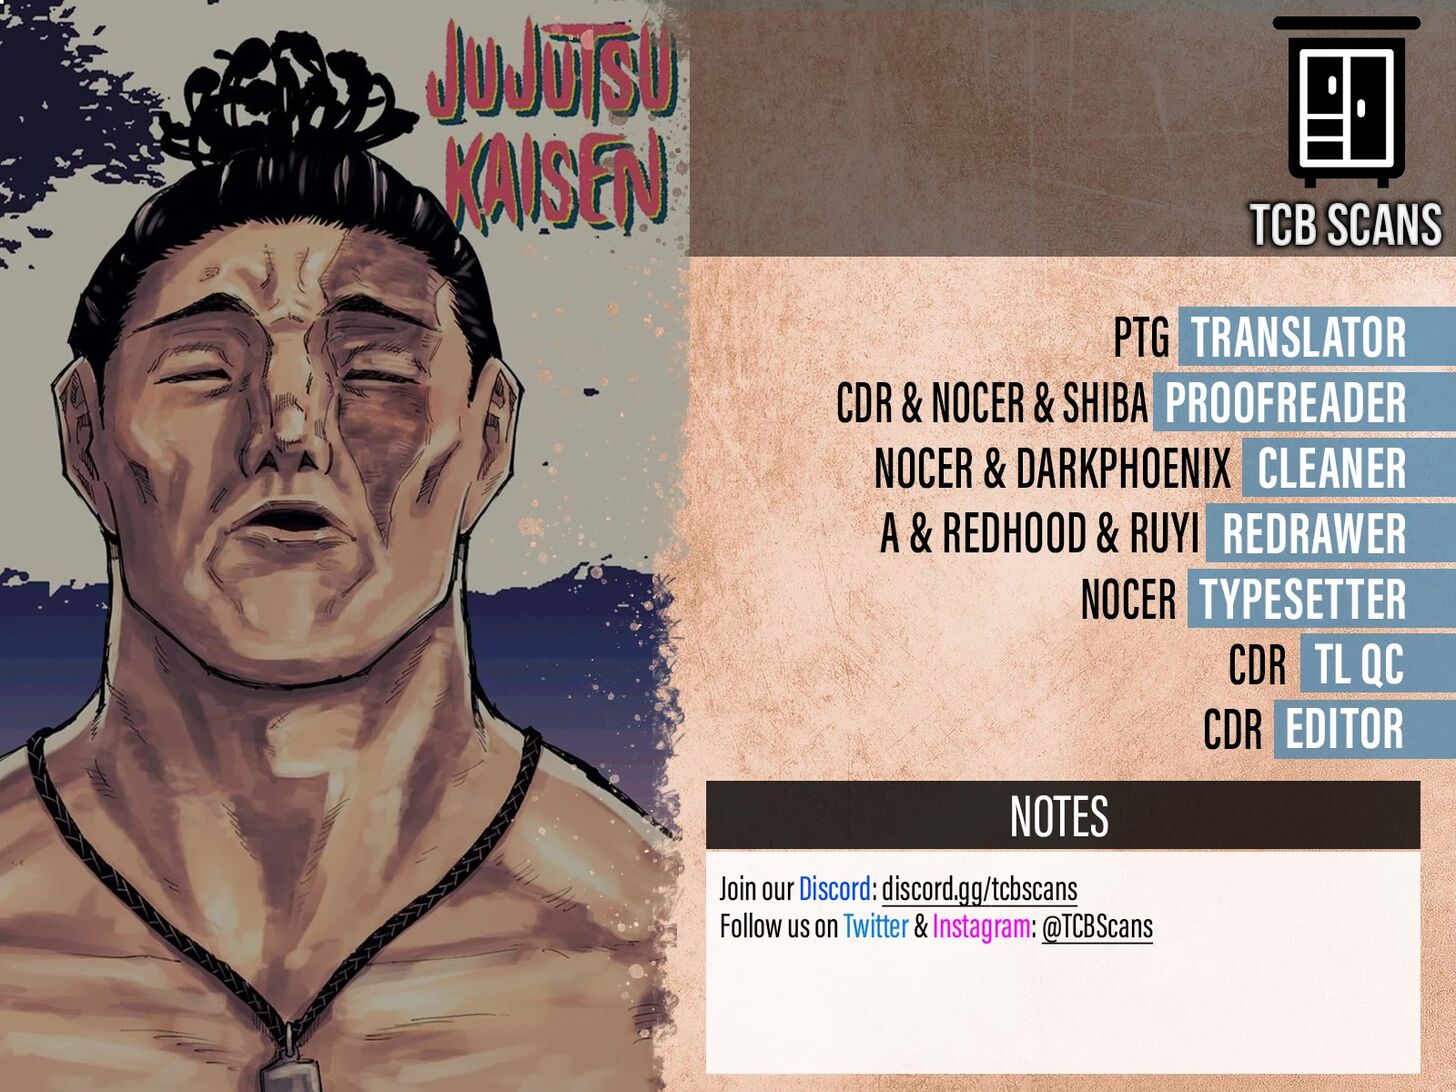 JUJUTSU
KAISEN
TCB SCANS
PTG TRANSLATOR
CDR & NOCER & SHIBA PROOFREADER
NOCER & DARKPHOENIX CLEANER
A & REDHOOD & RUYI REDRAWER
NOCER TYPESETTER
CDR TL QC
CDR EDITOR
NOTES
Join our Discord: discord.gg/tcbscans
Follow us on Twitter & Instagram: @TCBScans